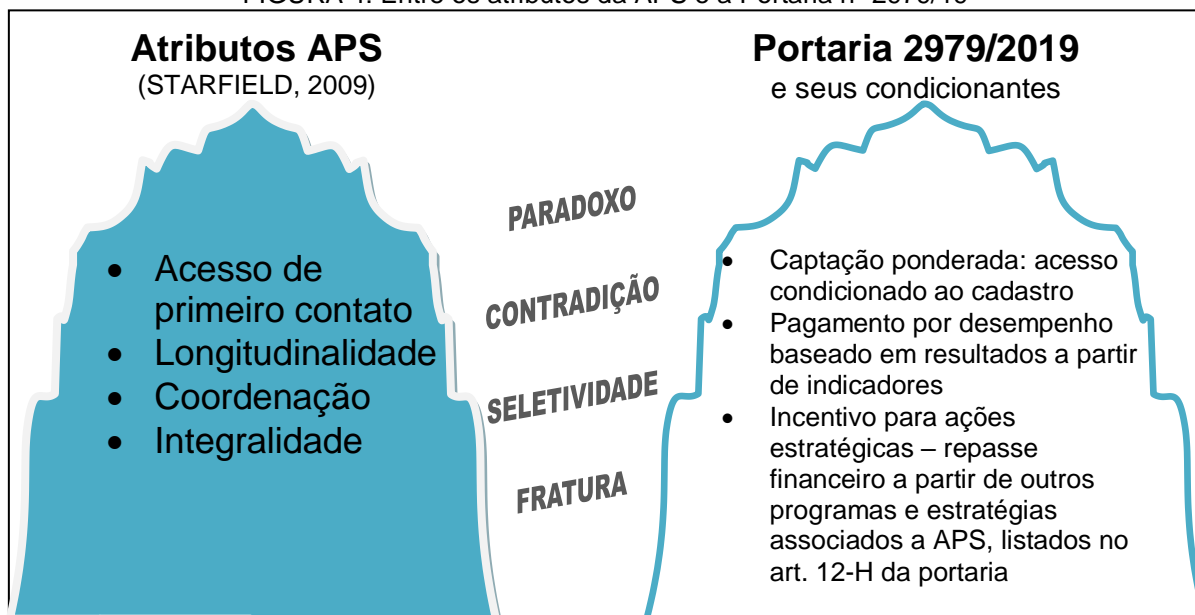 Atributos APS
(STARFIELD, 2009)
• Acesso de
primeiro contato
• Longitudinalidade
• Coordenação
• Integralidade
PARADOXO
CONTRADIÇÃO
SELETIVIDADE
FRATURA
Portaria 2979/2019
e seus condicionantes
• Captação ponderada: acesso
condicionado ao cadastro
• Pagamento por desempenho
baseado em resultados a partir
de indicadores
• Incentivo para ações
estratégicas – repasse
financeiro a partir de outros
programas e estratégias
associados a APS, listados no
art. 12-H da portaria